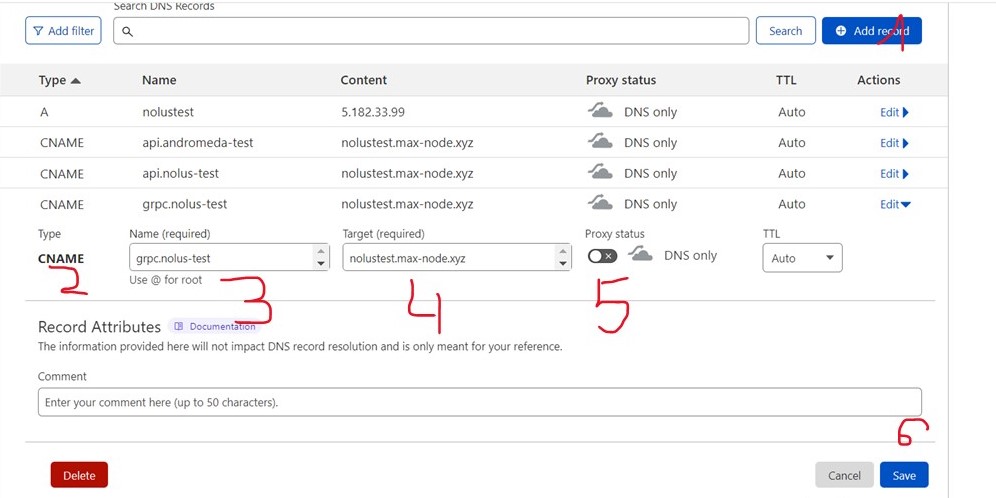 Search DNS Records
Add filter Search Add record 1
Type Name Content Proxy status TTL Actions
A nolustest 5.182.33.99 DNS only Auto Edit
CNAME api.andromeda-test nolustest.max-node.xyz DNS only Auto Edit
CNAME api.nolus-test nolustest.max-node.xyz DNS only Auto Edit
CNAME grpc.nolus-test nolustest.max-node.xyz DNS only Auto Edit
Type Name (required) Target (required) Proxy status TTL
CNAME grpc.nolus-test nolustest.max-node.xyz DNS only Auto
Use @ for root
2 3 4 5
Record Attributes Documentation
The information provided here will not impact DNS record resolution and is only meant for your reference.
Comment
Enter your comment here (up to 50 characters).
6
Delete Cancel Save